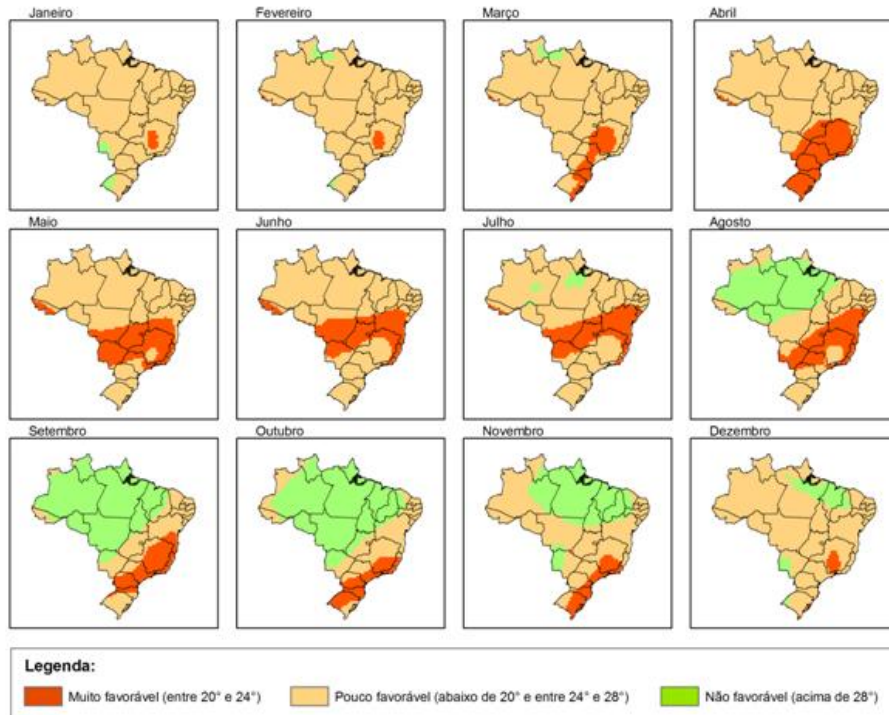 Janeiro
Fevereiro
Março
Abril
Maio
Junho
Julho
Agosto
Setembro
Outubro
Novembro
Dezembro
Legenda:
Muito favorável (entre 20° e 24°)
Pouco favorável (abaixo de 20° e entre 24° e 28°)
Não favorável (acima de 28°)